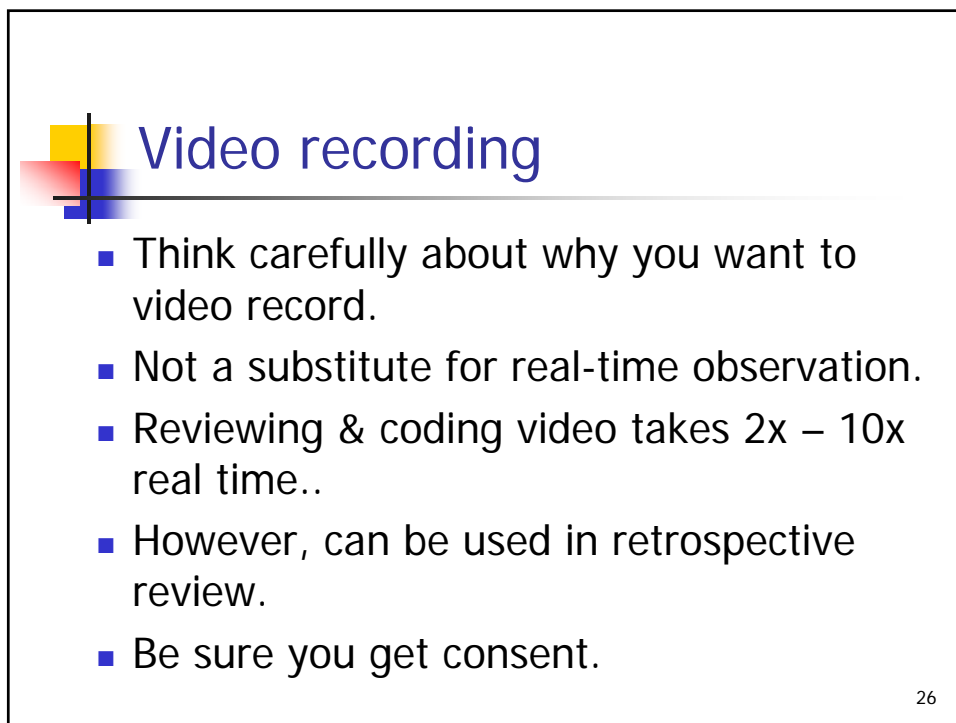 Video recording
Think carefully about why you want to
video record.
Not a substitute for real-time observation.
Reviewing & coding video takes 2x – 10x
real time..
However, can be used in retrospective
review.
Be sure you get consent.
26